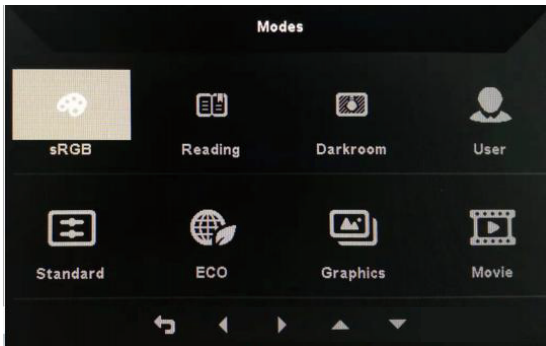 Modes
sRGB Reading Darkroom User
Standard ECO Graphics Movie